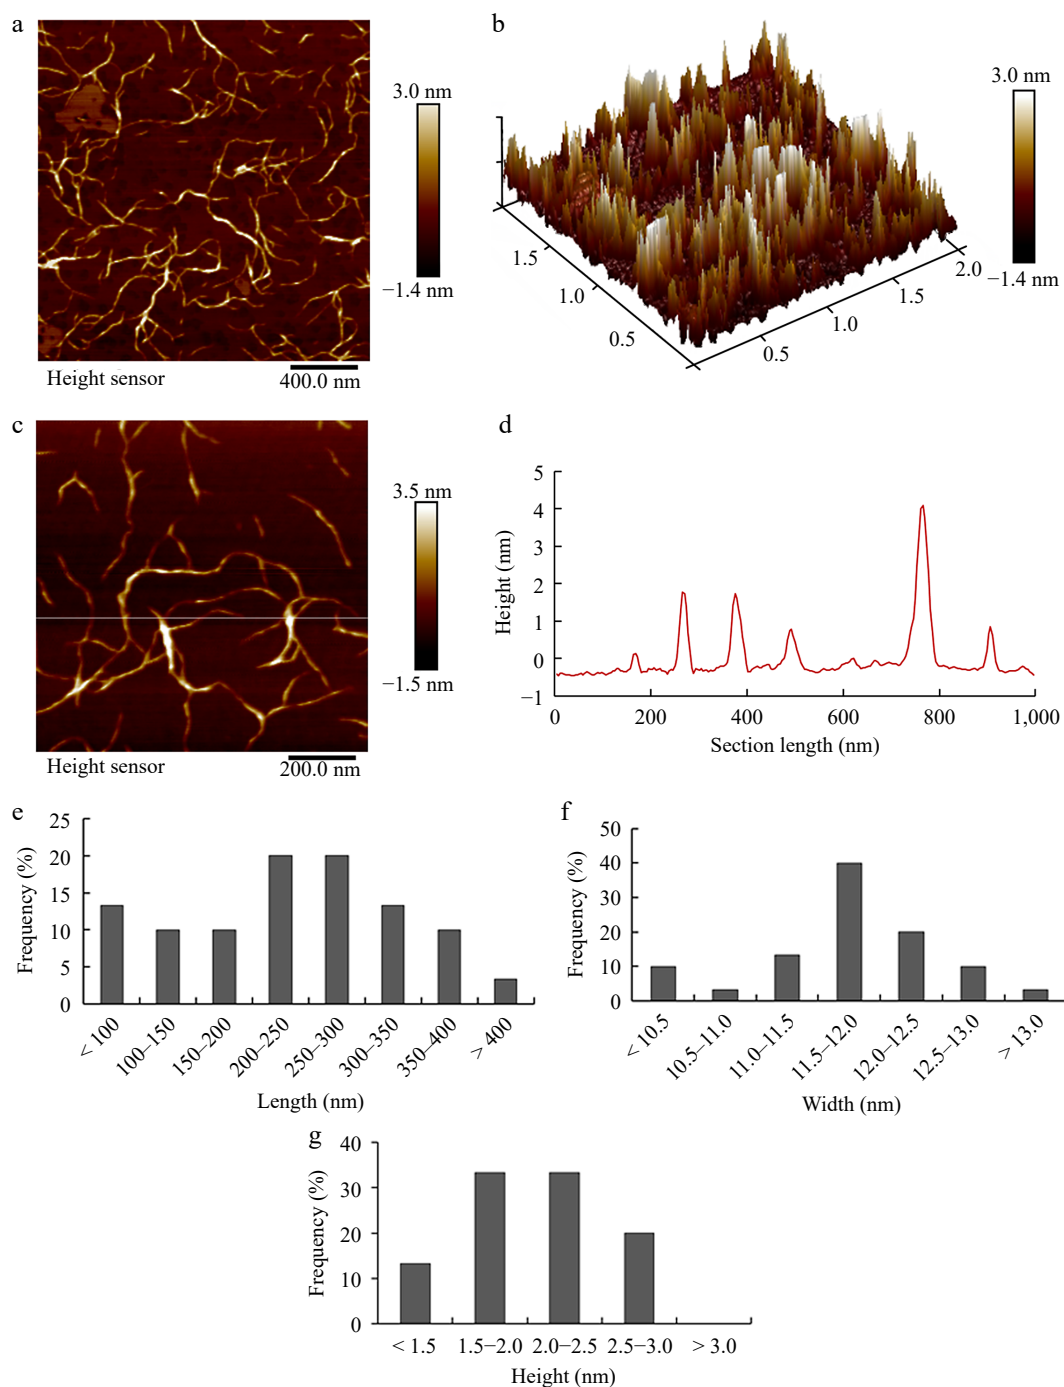 a
3.0 nm
−1.4 nm
Height sensor
400.0 nm
b
3.0 nm
−1.4 nm
1.5
1.0
0.5
0.5
1.0
1.5
2.0
c
3.5 nm
−1.5 nm
Height sensor
200.0 nm
d
5
4
3
2
1
0
−1
Height (nm)
0 200 400 600 800 1,000
Section length (nm)
e
25
20
15
10
5
0
Frequency (%)
< 100 100−150 150−200 200−250 250−300 300−350 350−400 > 400
Length (nm)
f
50
40
30
20
10
0
Frequency (%)
< 10.5 10.5−11.0 11.0−11.5 11.5−12.0 12.0−12.5 12.5−13.0 > 13.0
Width (nm)
g
40
30
20
10
0
Frequency (%)
< 1.5 1.5−2.0 2.0−2.5 2.5−3.0 > 3.0
Height (nm)